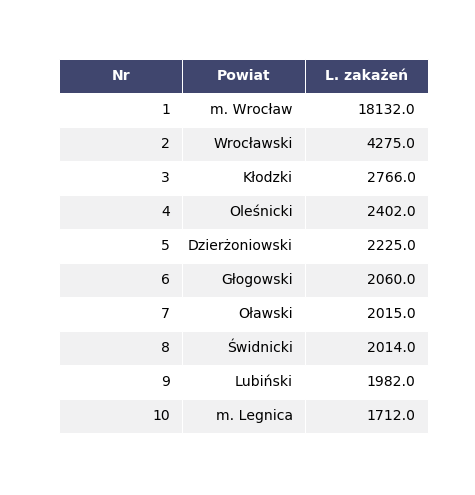 Nr Powiat L. zakażeń
1 m. Wrocław 18132.0
2 Wrocławski 4275.0
3 Kłodzki 2766.0
4 Oleśnicki 2402.0
5 Dzierżoniowski 2225.0
6 Głogowski 2060.0
7 Oławski 2015.0
8 Świdnicki 2014.0
9 Lubiński 1982.0
10 m. Legnica 1712.0